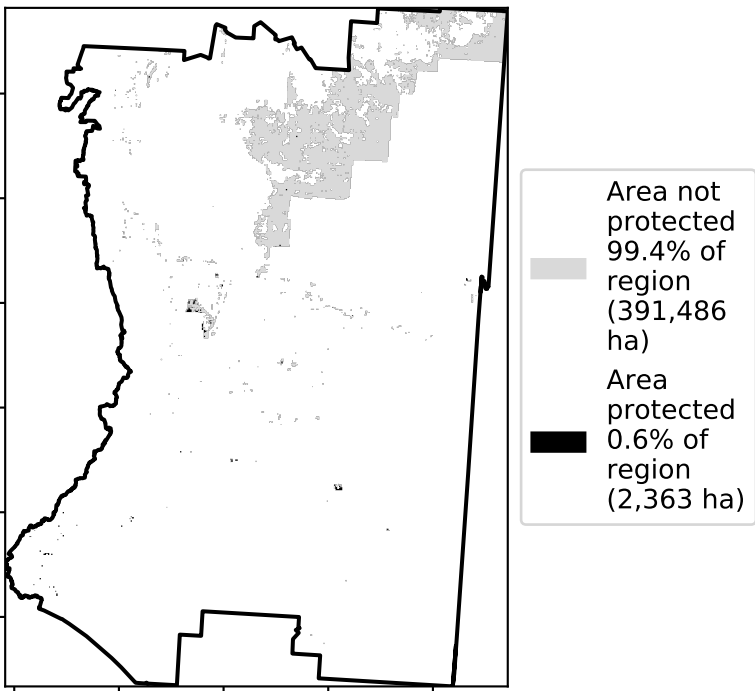 Area not
protected
99.4% of
region
(391,486
ha)
Area
protected
0.6% of
region
(2,363 ha)